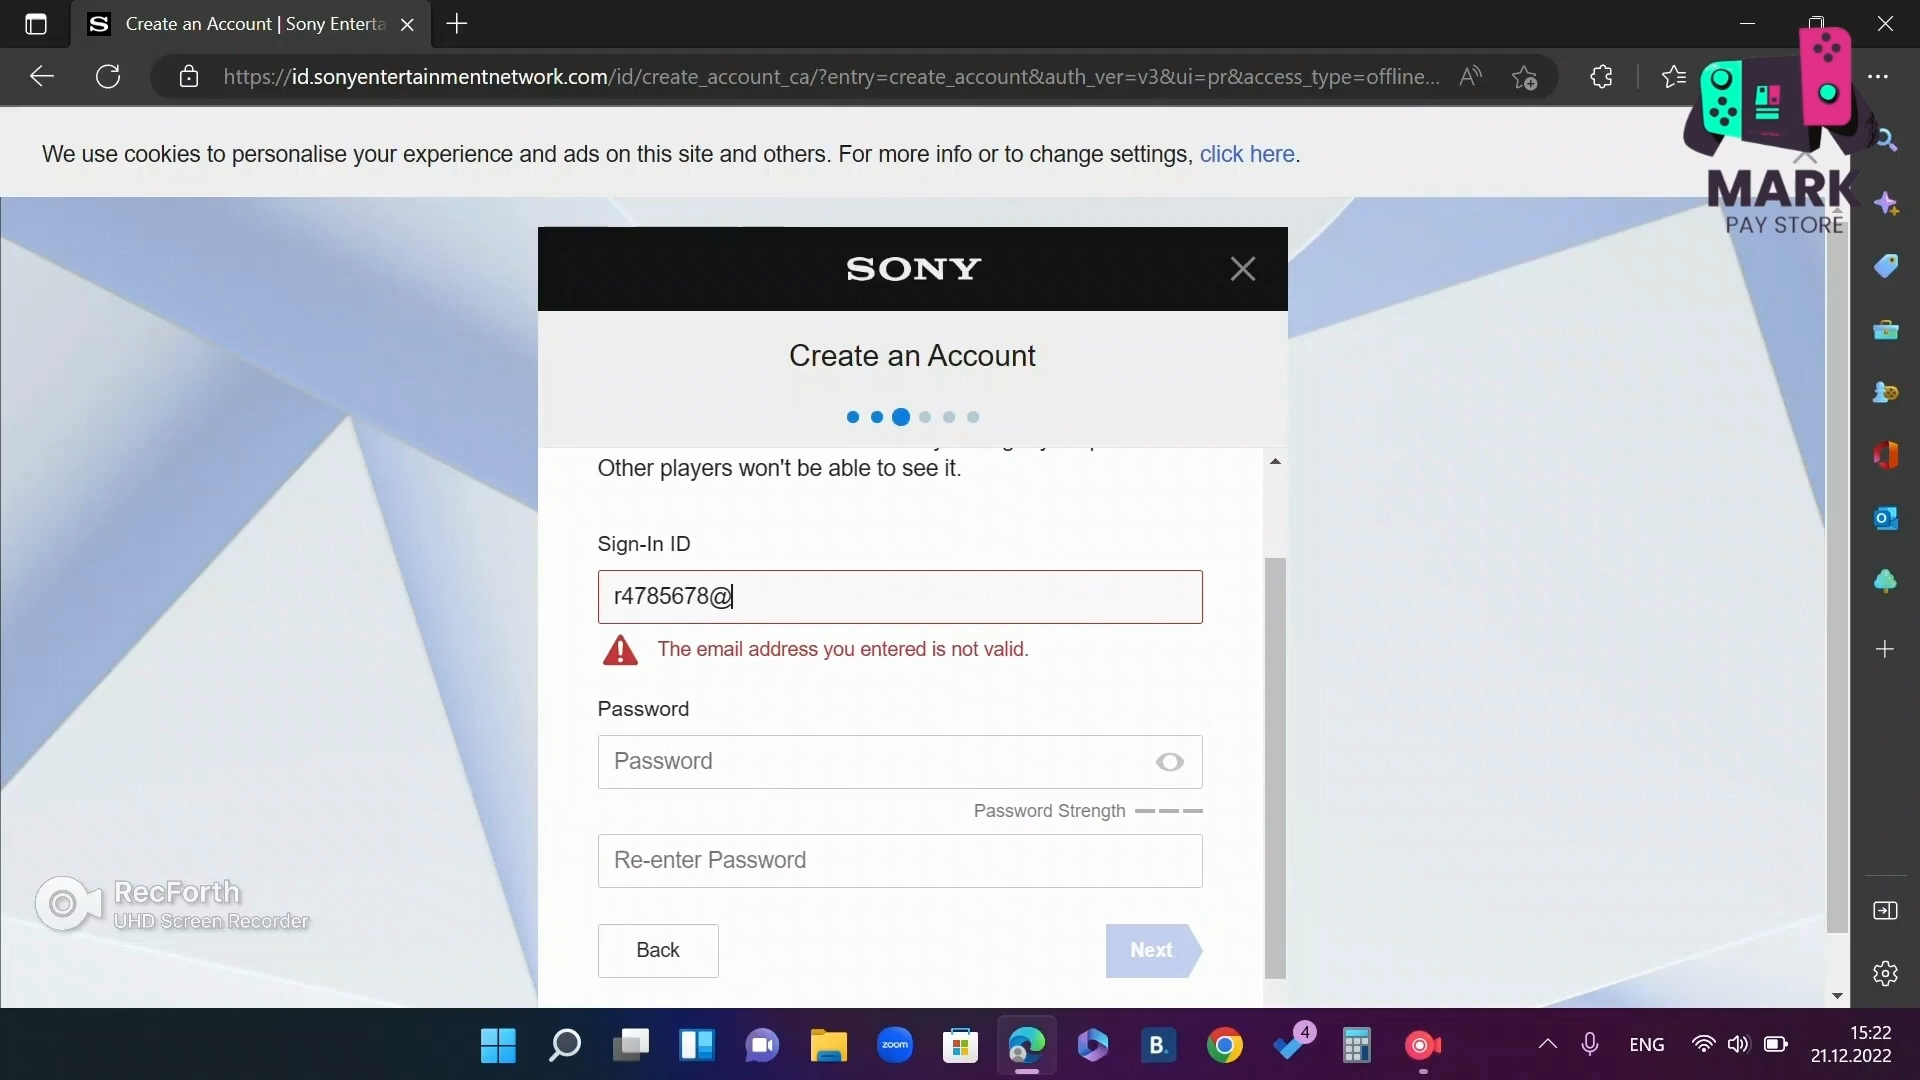 Create an Account | Sony Enterta
https://id.sonyentertainmentnetwork.com/id/create_account_ca/?entry=create_account&auth_ver=v3&ui=pr&access_type=offline...
We use cookies to personalise your experience and ads on this site and others. For more info or to change settings, click here.
MARK
PAY STORE
SONY
Create an Account
Other players won't be able to see it.
Sign-In ID
r4785678@
The email address you entered is not valid.
Password
Password
Password Strength
Re-enter Password
Back
Next
RecForth
UHD Screen Recorder
zoom
B.
4
ENG
15:22
21.12.2022